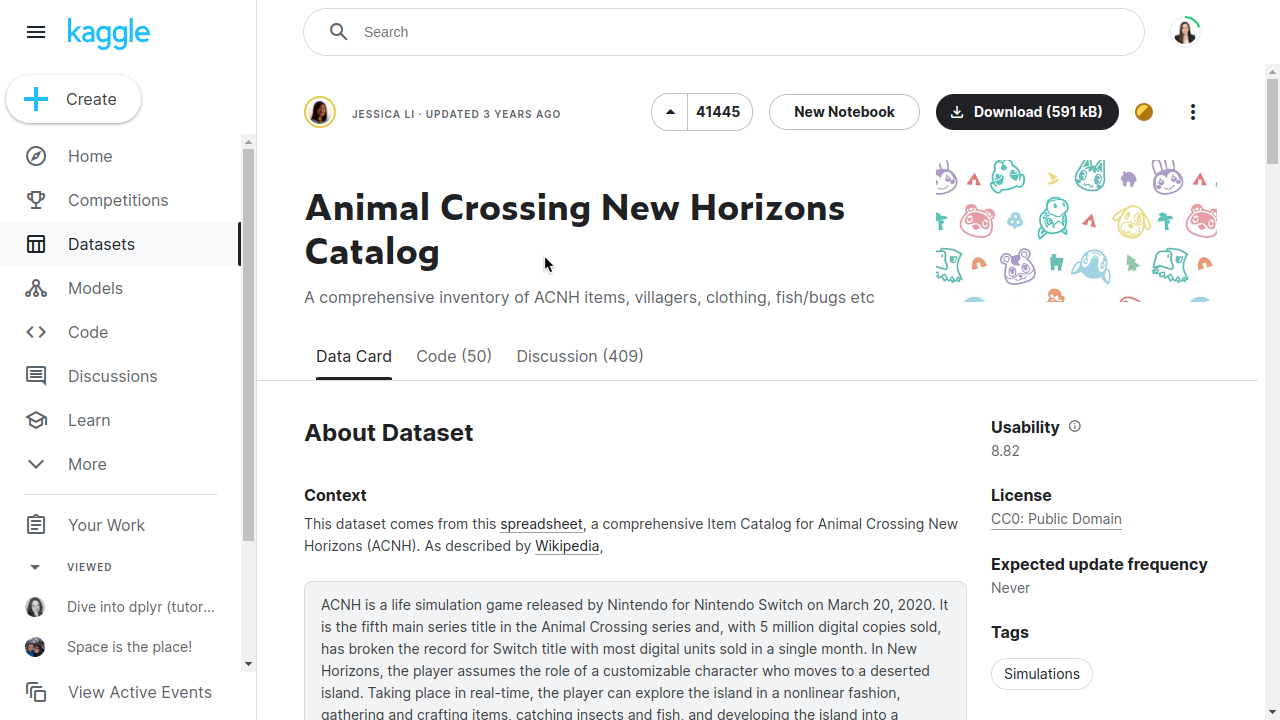 kaggle
Search
Create
Home
Competitions
Datasets
Models
Code
Discussions
Learn
More
Your Work
VIEWED
Dive into dplyr (tutor...
Space is the place!
View Active Events
JESSICA LI · UPDATED 3 YEARS AGO
41445
New Notebook
Download (591 kB)
Animal Crossing New Horizons
Catalog
A comprehensive inventory of ACNH items, villagers, clothing, fish/bugs etc
Data Card
Code (50)
Discussion (409)
About Dataset
Context
This dataset comes from this spreadsheet, a comprehensive Item Catalog for Animal Crossing New
Horizons (ACNH). As described by Wikipedia,
ACNH is a life simulation game released by Nintendo for Nintendo Switch on March 20, 2020. It
is the fifth main series title in the Animal Crossing series and, with 5 million digital copies sold,
has broken the record for Switch title with most digital units sold in a single month. In New
Horizons, the player assumes the role of a customizable character who moves to a deserted
island. Taking place in real-time, the player can explore the island in a nonlinear fashion,
gathering and crafting items, catching insects and fish, and developing the island into a
Usability
8.82
License
CC0: Public Domain
Expected update frequency
Never
Tags
Simulations